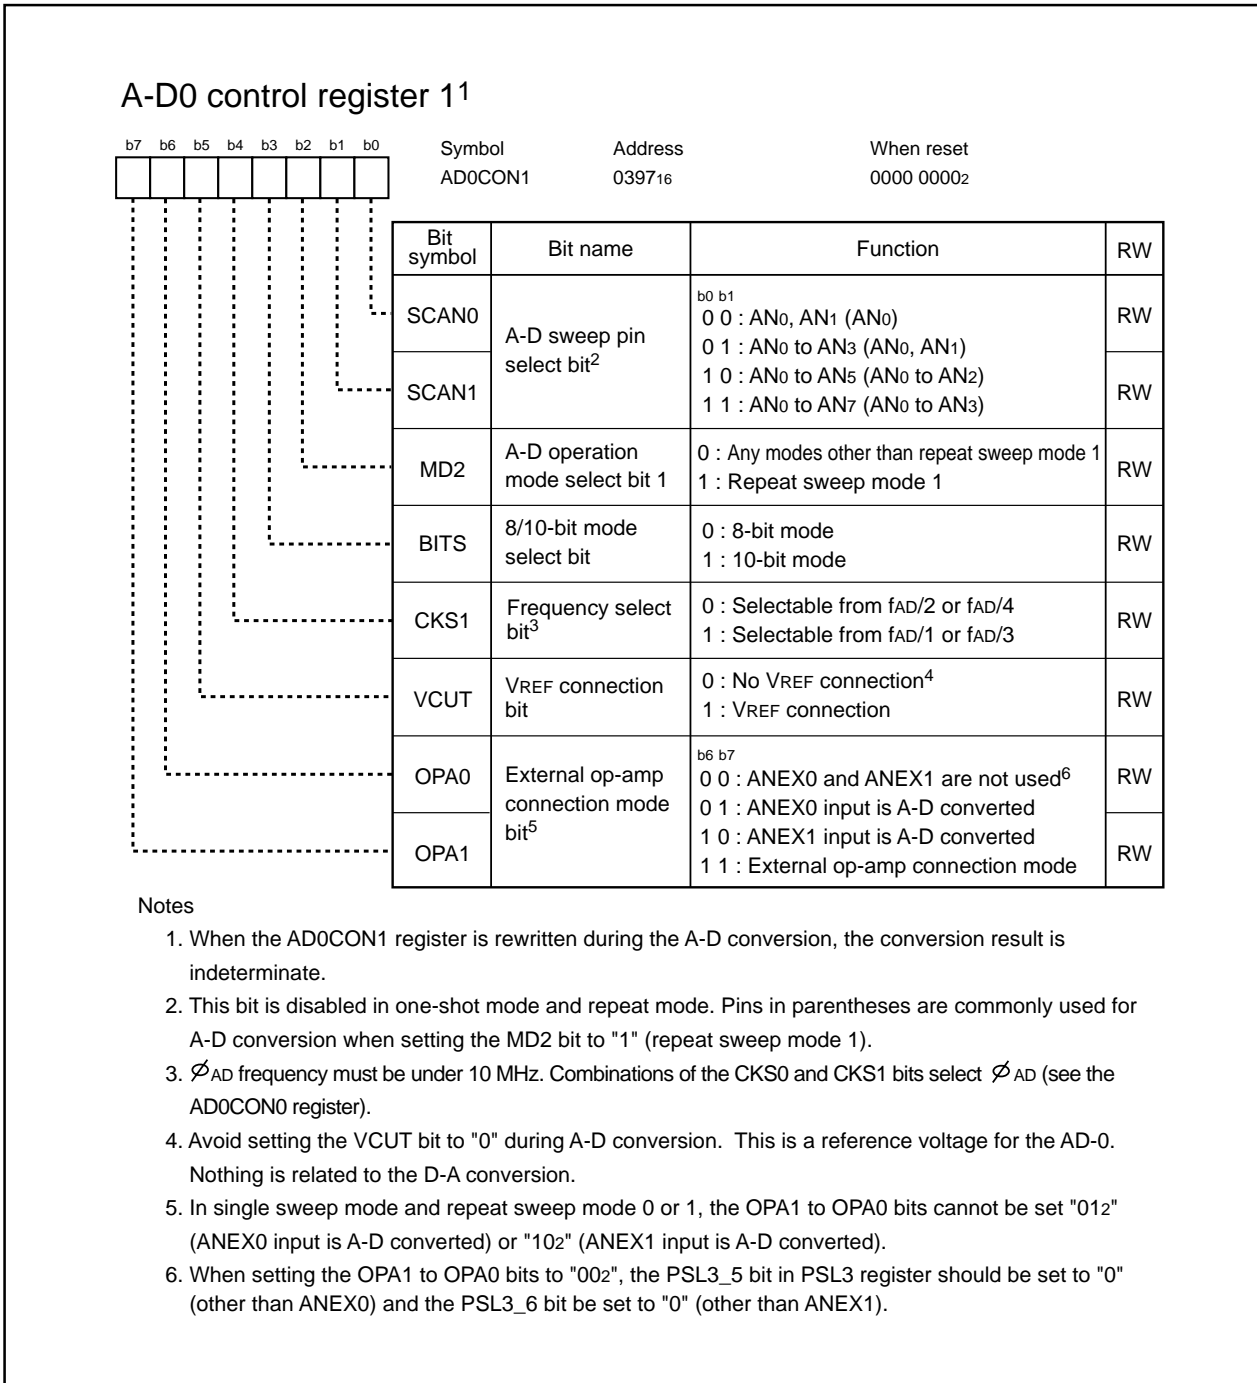 A-D0 control register 1¹
b7 b6 b5 b4 b3 b2 b1 b0
Symbol Address When reset
AD0CON1 0397₁₆ 0000 0000₂
Bit symbol Bit name Function RW
SCAN0
SCAN1
A-D sweep pin
select bit²
b0 b1
0 0 : AN₀, AN₁ (AN₀)
0 1 : AN₀ to AN₃ (AN₀, AN₁)
1 0 : AN₀ to AN₅ (AN₀ to AN₂)
1 1 : AN₀ to AN₇ (AN₀ to AN₃)
RW
RW
MD2
A-D operation
mode select bit 1
0 : Any modes other than repeat sweep mode 1
1 : Repeat sweep mode 1
RW
BITS
8/10-bit mode
select bit
0 : 8-bit mode
1 : 10-bit mode
RW
CKS1
Frequency select
bit³
0 : Selectable from fAD/2 or fAD/4
1 : Selectable from fAD/1 or fAD/3
RW
VCUT
VREF connection
bit
0 : No VREF connection⁴
1 : VREF connection
RW
OPA0
OPA1
External op-amp
connection mode
bit⁵
b6 b7
0 0 : ANEX0 and ANEX1 are not used⁶
0 1 : ANEX0 input is A-D converted
1 0 : ANEX1 input is A-D converted
1 1 : External op-amp connection mode
RW
RW
Notes
1. When the AD0CON1 register is rewritten during the A-D conversion, the conversion result is
indeterminate.
2. This bit is disabled in one-shot mode and repeat mode. Pins in parentheses are commonly used for
A-D conversion when setting the MD2 bit to "1" (repeat sweep mode 1).
3. ØAD frequency must be under 10 MHz. Combinations of the CKS0 and CKS1 bits select ØAD (see the
AD0CON0 register).
4. Avoid setting the VCUT bit to "0" during A-D conversion. This is a reference voltage for the AD-0.
Nothing is related to the D-A conversion.
5. In single sweep mode and repeat sweep mode 0 or 1, the OPA1 to OPA0 bits cannot be set "01₂"
(ANEX0 input is A-D converted) or "10₂" (ANEX1 input is A-D converted).
6. When setting the OPA1 to OPA0 bits to "00₂", the PSL3_5 bit in PSL3 register should be set to "0"
(other than ANEX0) and the PSL3_6 bit be set to "0" (other than ANEX1).